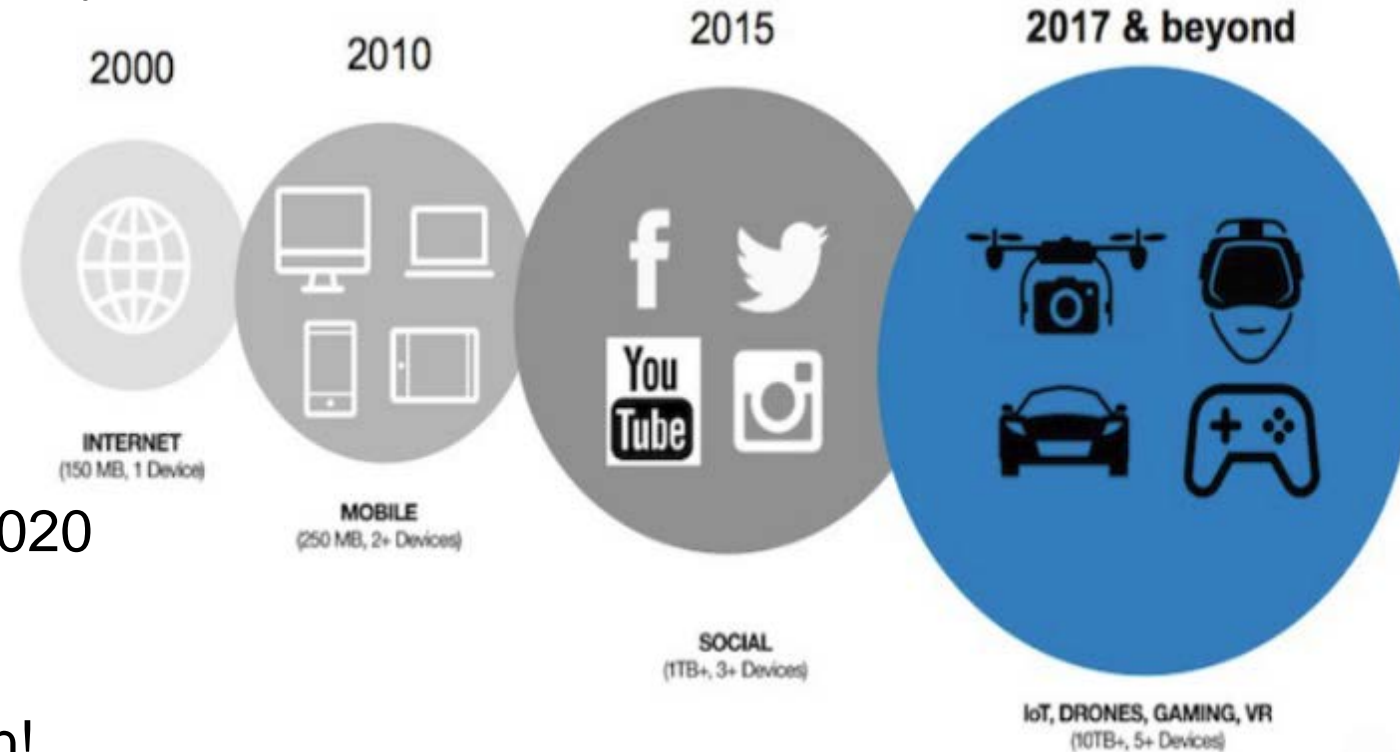 2000
2010
2015
2017 & beyond
f
You
Tube
INTERNET
(150 MB, 1 Device)
MOBILE
(250 MB, 2+ Devices)
020
SOCIAL
(1TB+, 3+ Devices)
IoT, DRONES, GAMING, VR
(10TB+, 5+ Devices)
n!